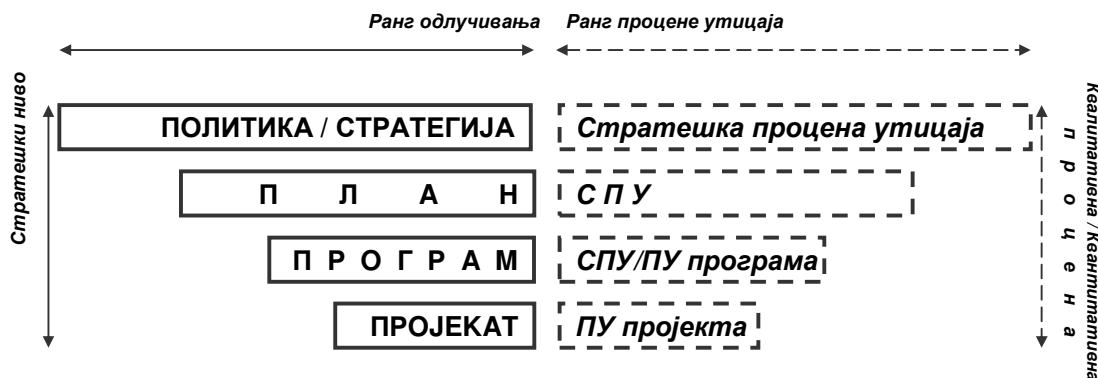 Ранг одлучивања
Ранг процене утицаја
Стратешки ниво
ПОЛИТИКА / СТРАТЕГИЈА
Стратешка процена утицаја
П Л А Н
С П У
П Р О Г Р А М
СПУ/ПУ програма
ПРОЈЕКАТ
ПУ пројекта
п р о ц е н а
Квалитативна / Квантитативна